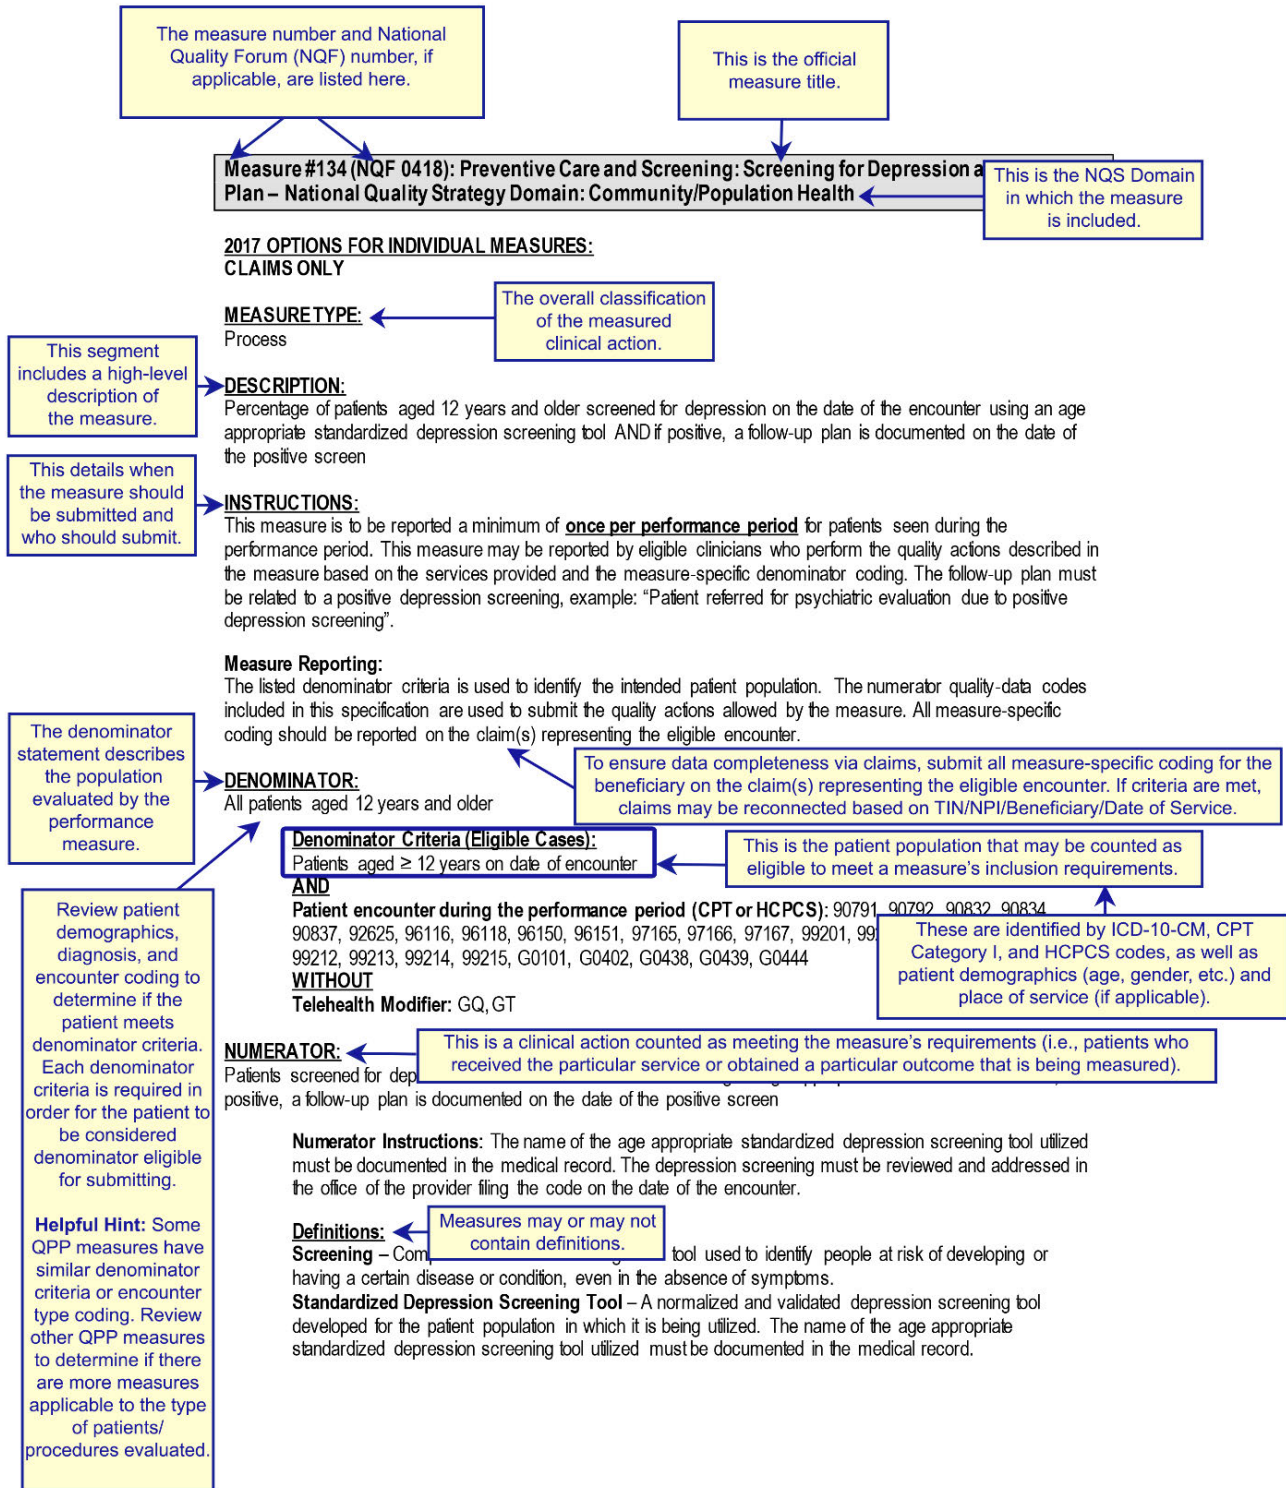 The measure number and National
Quality Forum (NQF) number, if
applicable, are listed here.
This is the official
measure title.
Measure #134 (NQF 0418): Preventive Care and Screening: Screening for Depression a
Plan – National Quality Strategy Domain: Community/Population Health
This is the NQS Domain
in which the measure
is included.
2017 OPTIONS FOR INDIVIDUAL MEASURES:
CLAIMS ONLY
MEASURE TYPE:
Process
The overall classification
of the measured
clinical action.
This segment
includes a high-level
description of
the measure.
DESCRIPTION:
Percentage of patients aged 12 years and older screened for depression on the date of the encounter using an age
appropriate standardized depression screening tool AND if positive, a follow-up plan is documented on the date of
the positive screen
This details when
the measure should
be submitted and
who should submit.
INSTRUCTIONS:
This measure is to be reported a minimum of once per performance period for patients seen during the
performance period. This measure may be reported by eligible clinicians who perform the quality actions described in
the measure based on the services provided and the measure-specific denominator coding. The follow-up plan must
be related to a positive depression screening, example: “Patient referred for psychiatric evaluation due to positive
depression screening”.
Measure Reporting:
The listed denominator criteria is used to identify the intended patient population. The numerator quality-data codes
included in this specification are used to submit the quality actions allowed by the measure. All measure-specific
coding should be reported on the claim(s) representing the eligible encounter.
The denominator
statement describes
the population
evaluated by the
performance
measure.
To ensure data completeness via claims, submit all measure-specific coding for the
beneficiary on the claim(s) representing the eligible encounter. If criteria are met,
claims may be reconnected based on TIN/NPI/Beneficiary/Date of Service.
DENOMINATOR:
All patients aged 12 years and older
Denominator Criteria (Eligible Cases):
Patients aged ≥ 12 years on date of encounter
This is the patient population that may be counted as
eligible to meet a measure’s inclusion requirements.
AND
Patient encounter during the performance period (CPT or HCPCS): 90791, 90792, 90832, 90834,
90837, 92625, 96116, 96118, 96150, 96151, 97165, 97166, 97167, 99201, 992
99212, 99213, 99214, 99215, G0101, G0402, G0438, G0439, G0444
WITHOUT
Telehealth Modifier: GQ, GT
These are identified by ICD-10-CM, CPT
Category I, and HCPCS codes, as well as
patient demographics (age, gender, etc.) and
place of service (if applicable).
Review patient
demographics,
diagnosis, and
encounter coding to
determine if the
patient meets
denominator criteria.
Each denominator
criteria is required in
order for the patient to
be considered
denominator eligible
for submitting.
Helpful Hint: Some
QPP measures have
similar denominator
criteria or encounter
type coding. Review
other QPP measures
to determine if there
are more measures
applicable to the type
of patients/
procedures evaluated.
NUMERATOR:
This is a clinical action counted as meeting the measure’s requirements (i.e., patients who
received the particular service or obtained a particular outcome that is being measured).
Patients screened for dep
positive, a follow-up plan is documented on the date of the positive screen
Numerator Instructions: The name of the age appropriate standardized depression screening tool utilized
must be documented in the medical record. The depression screening must be reviewed and addressed in
the office of the provider filing the code on the date of the encounter.
Definitions:
Measures may or may not
contain definitions.
Screening – Com tool used to identify people at risk of developing or
having a certain disease or condition, even in the absence of symptoms.
Standardized Depression Screening Tool – A normalized and validated depression screening tool
developed for the patient population in which it is being utilized. The name of the age appropriate
standardized depression screening tool utilized must be documented in the medical record.